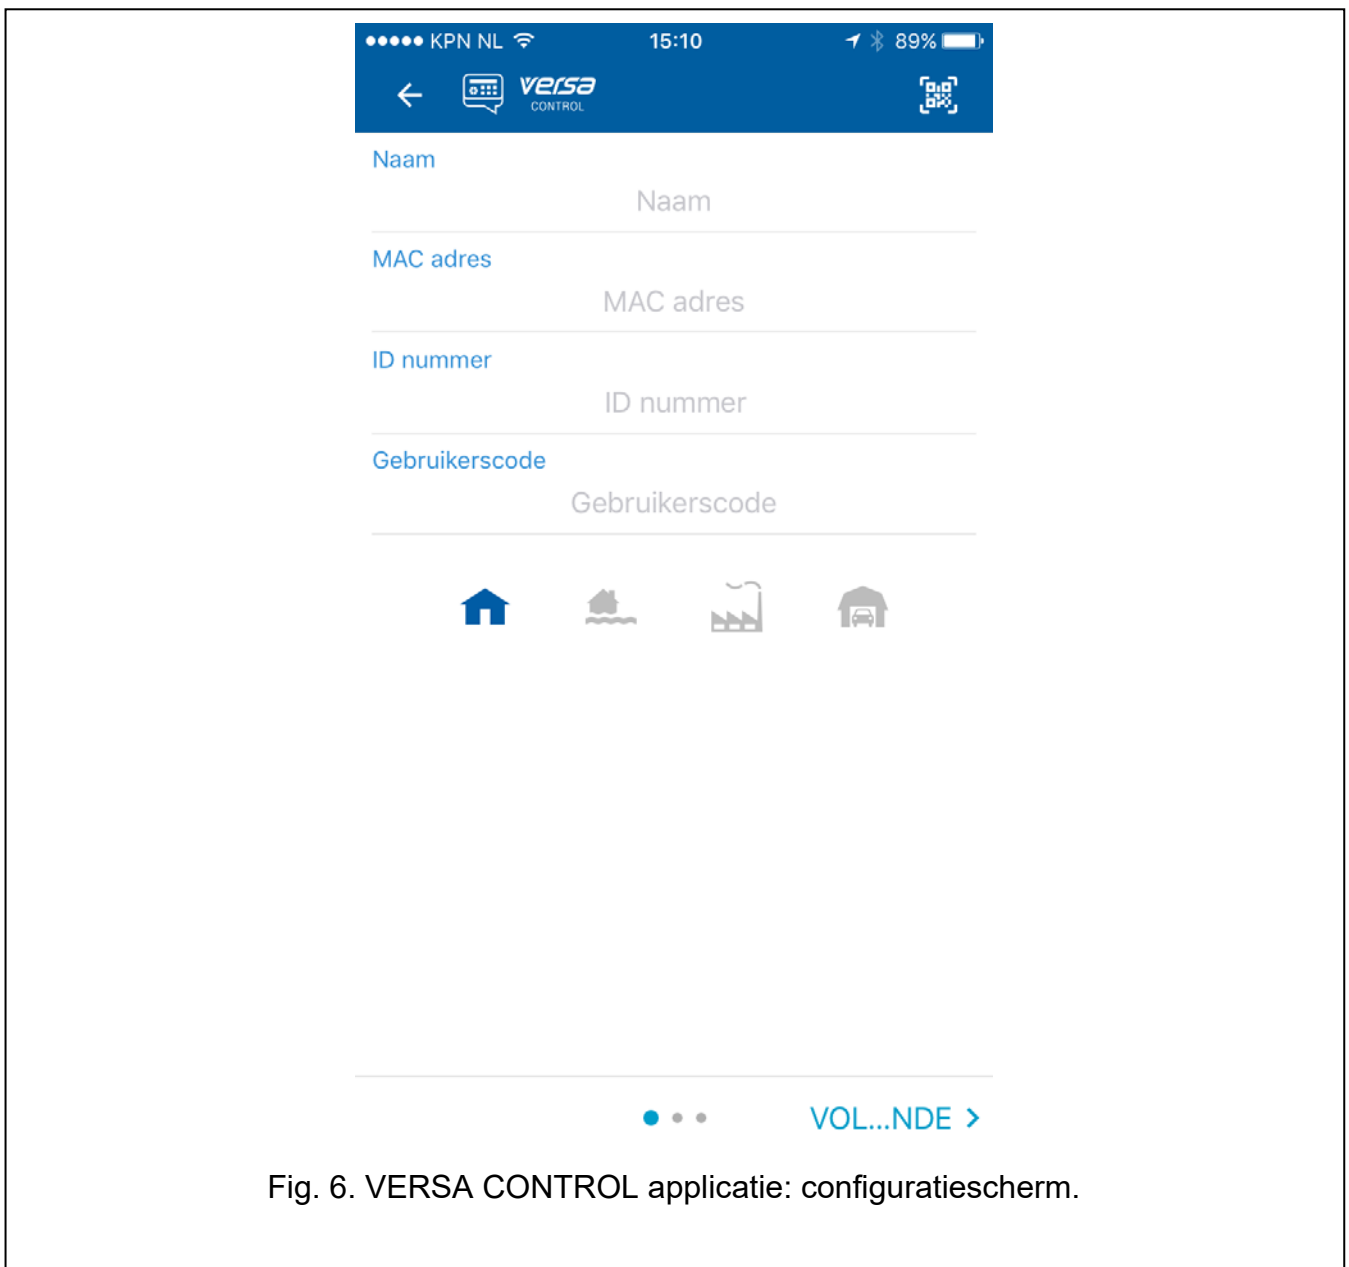 KPN NL 15:10 89%
versa
CONTROL
Naam
Naam
MAC adres
MAC adres
ID nummer
ID nummer
Gebruikerscode
Gebruikerscode
VOL...NDE >
Fig. 6. VERSA CONTROL applicatie: configuratiescherm.